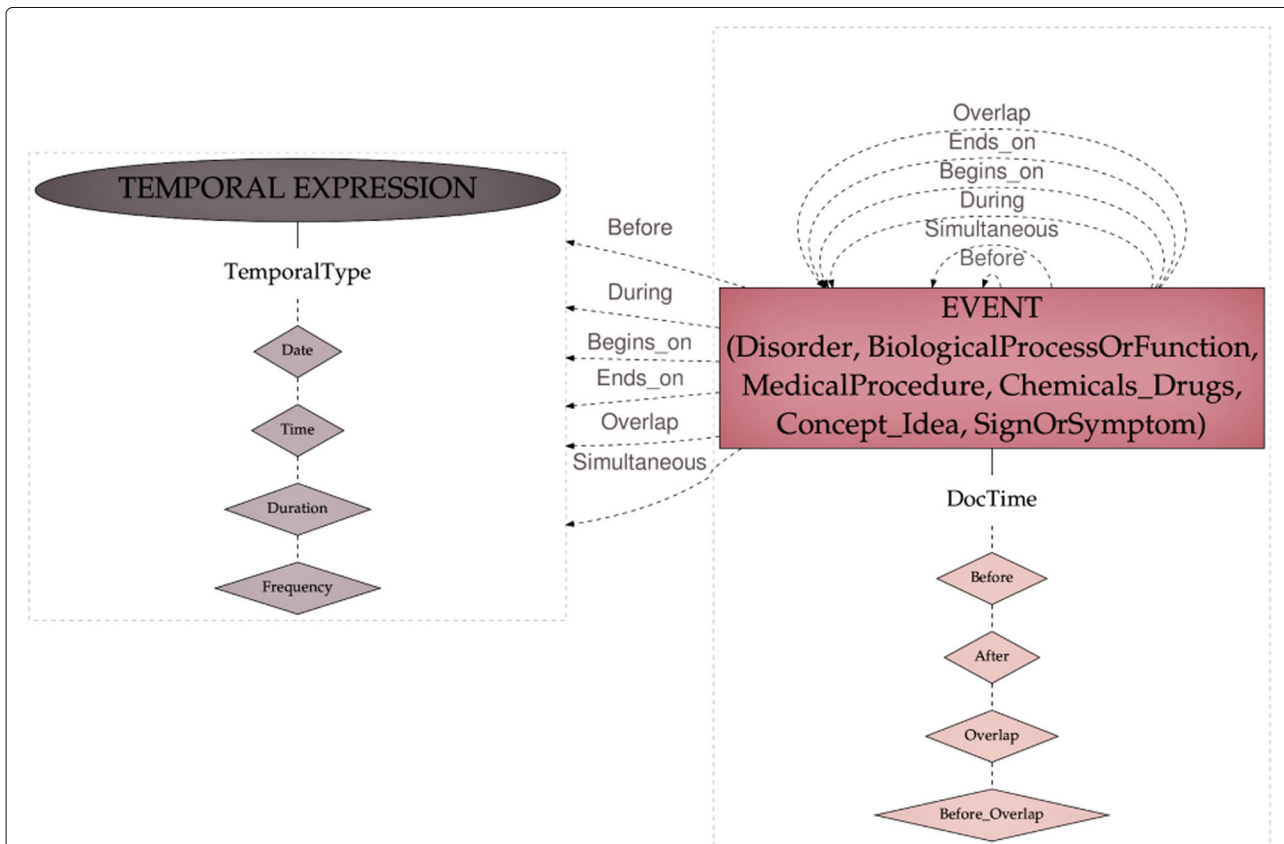 TEMPORAL EXPRESSION
TemporalType
Date
Time
Duration
Frequency
Before
During
Begins_on
Ends_on
Overlap
Simultaneous
Overlap
Ends_on
Begins_on
During
Simultaneous
Before
EVENT
(Disorder, BiologicalProcessOrFunction,
MedicalProcedure, Chemicals_Drugs,
Concept_Idea, SignOrSymptom)
DocTime
Before
After
Overlap
Before_Overlap